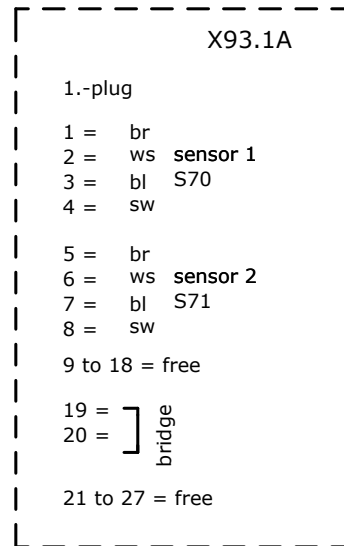 X93.1A
1.-plug
1 = br
2 = ws sensor 1
3 = bl S70
4 = sw
5 = br
6 = ws sensor 2
7 = bl S71
8 = sw
9 to 18 = free
19 =
20 =
bridge
21 to 27 = free